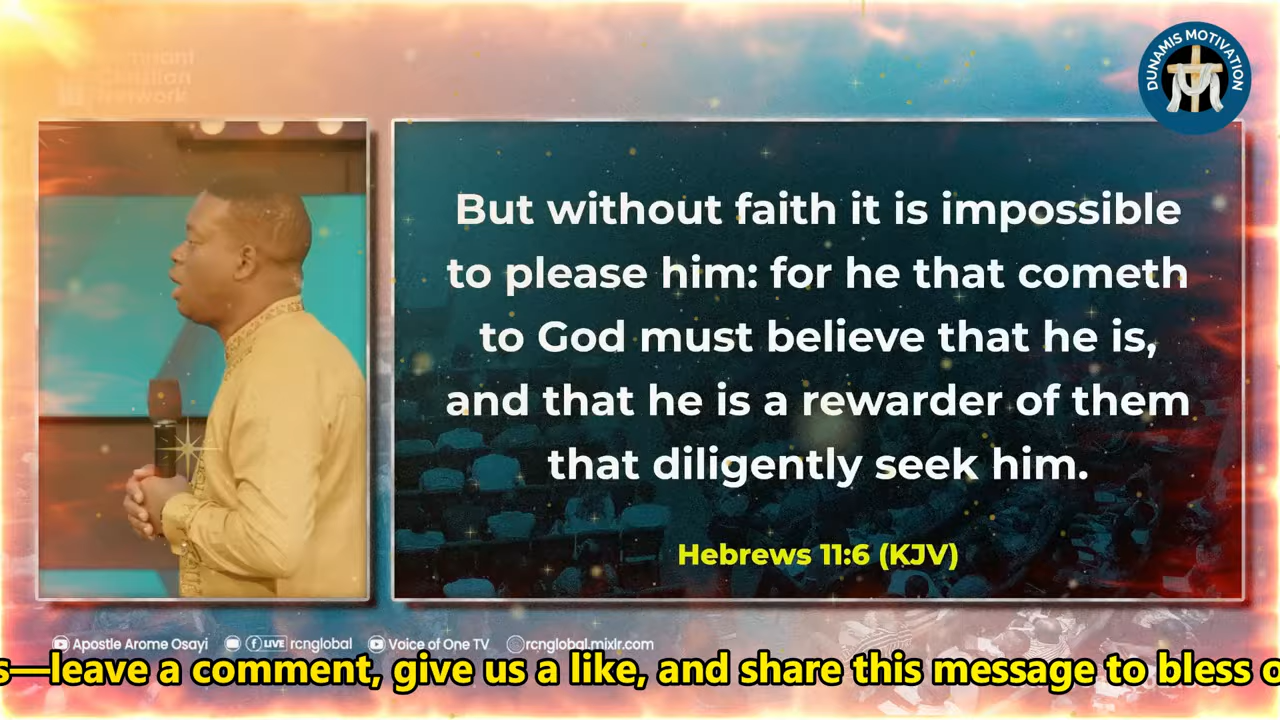 Remnant
Christian
Network
DUNAMIS MOTIVATION
But without faith it is impossible
to please him: for he that cometh
to God must believe that he is,
and that he is a rewarder of them
that diligently seek him.
Hebrews 11:6 (KJV)
Apostle Arome Osayi f LIVE rcnglobal Voice of One TV rcnglobal.mixlr.com
s—leave a comment, give us a like, and share this message to bless o